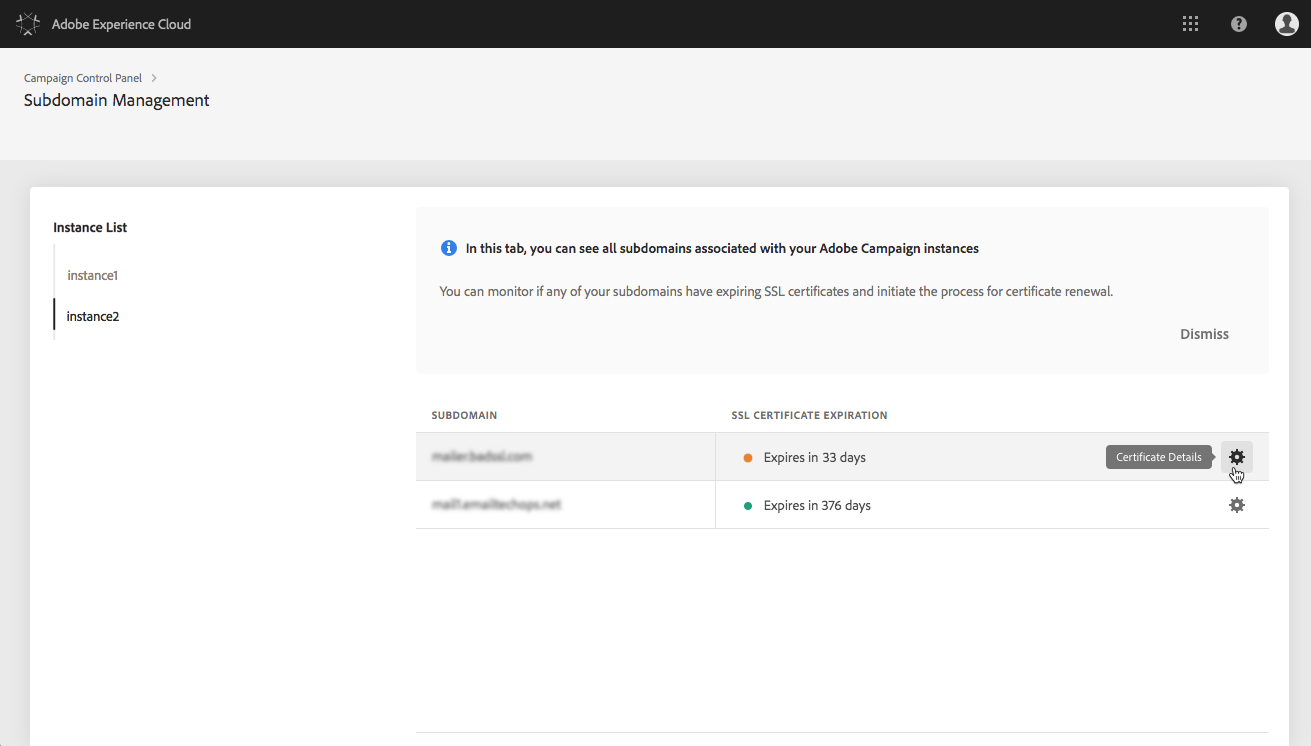 Adobe Experience Cloud
Campaign Control Panel
Subdomain Management
Instance List
instance1
instance2
In this tab, you can see all subdomains associated with your Adobe Campaign instances
You can monitor if any of your subdomains have expiring SSL certificates and initiate the process for certificate renewal.
Dismiss
SUBDOMAIN SSL CERTIFICATE EXPIRATION
Expires in 33 days Certificate Details
Expires in 376 days